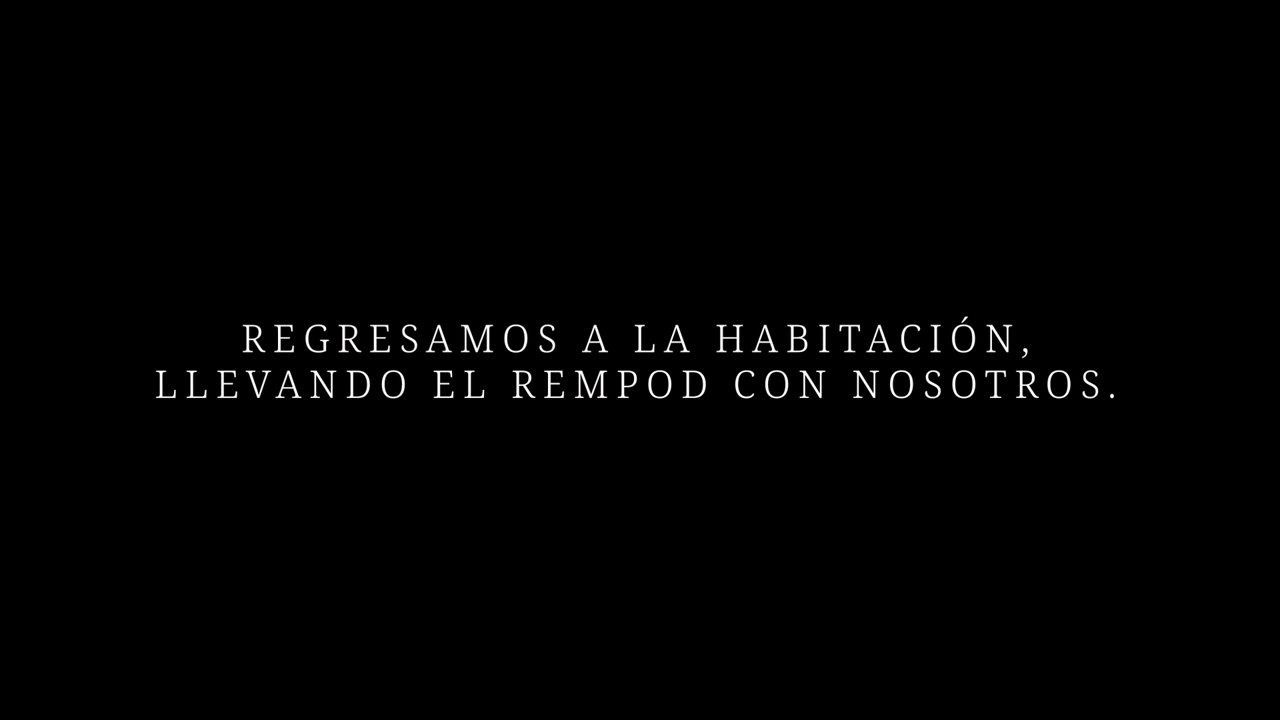 REGRESAMOS A LA HABITACIÓN,
LLEVANDO EL REMPOD CON NOSOTROS.